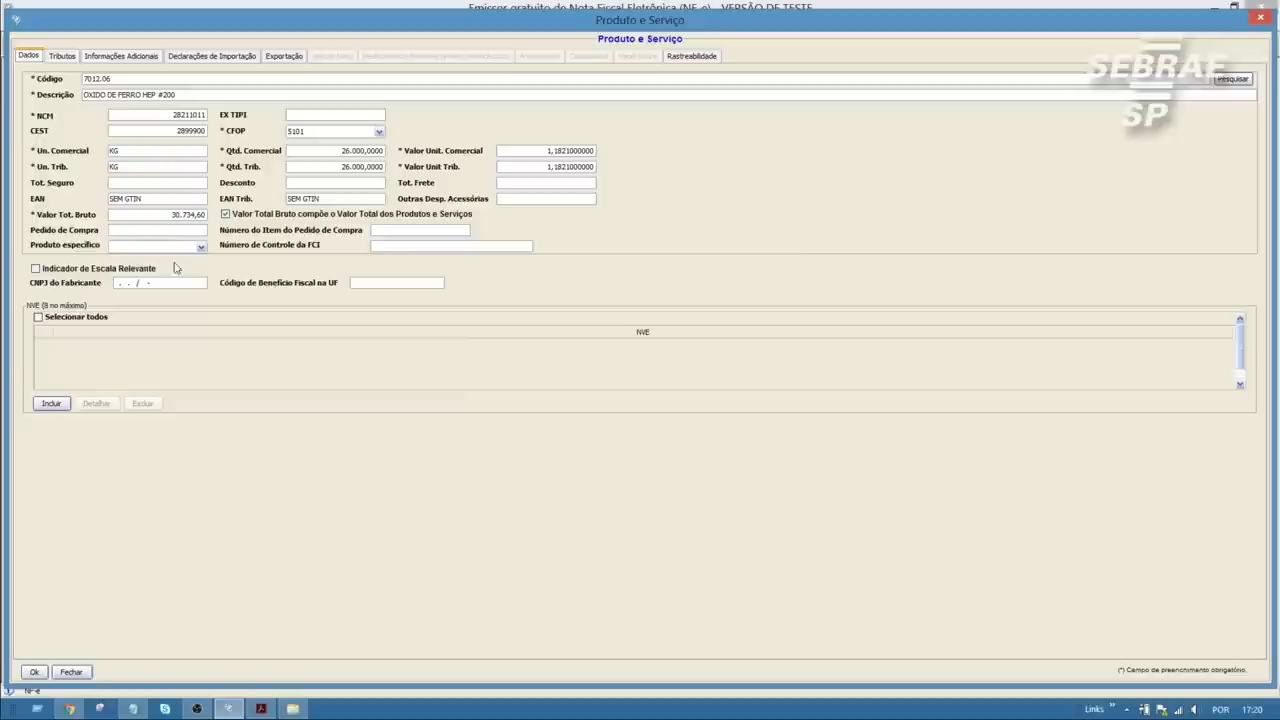 Emissor gratuito de Nota Fiscal Eletrônica (NF-e) - VERSÃO DE TESTE
Produto e Serviço
Produto e Serviço
Dados Tributos Informações Adicionais Declarações de Importação Exportação Rastreabilidade
SEBRAE
SP
* Código 7012.06 Pesquisar
* Descrição OXIDO DE FERRO HEP #200
* NCM 28211011 EX TIPI
CEST 2899900 * CFOP 5101
* Un. Comercial KG * Qtd. Comercial 26.000,0000 * Valor Unit. Comercial 1,1821000000
* Un. Trib. KG * Qtd. Trib. 26.000,0000 * Valor Unit Trib. 1,1821000000
Tot. Seguro Desconto Tot. Frete
EAN SEM GTIN EAN Trib. SEM GTIN Outras Desp. Acessórias
* Valor Tot. Bruto 30.734,60 Valor Total Bruto compõe o Valor Total dos Produtos e Serviços
Pedido de Compra Número do Item do Pedido de Compra
Produto específico Número de Controle da FCI
Indicador de Escala Relevante
CNPJ do Fabricante . . / - Código de Benefício Fiscal na UF
NVE (8 no máximo)
Selecionar todos
NVE
Incluir Detalhar Excluir
Ok Fechar (*) Campo de preenchimento obrigatório.
NF-e
Links POR 17:20